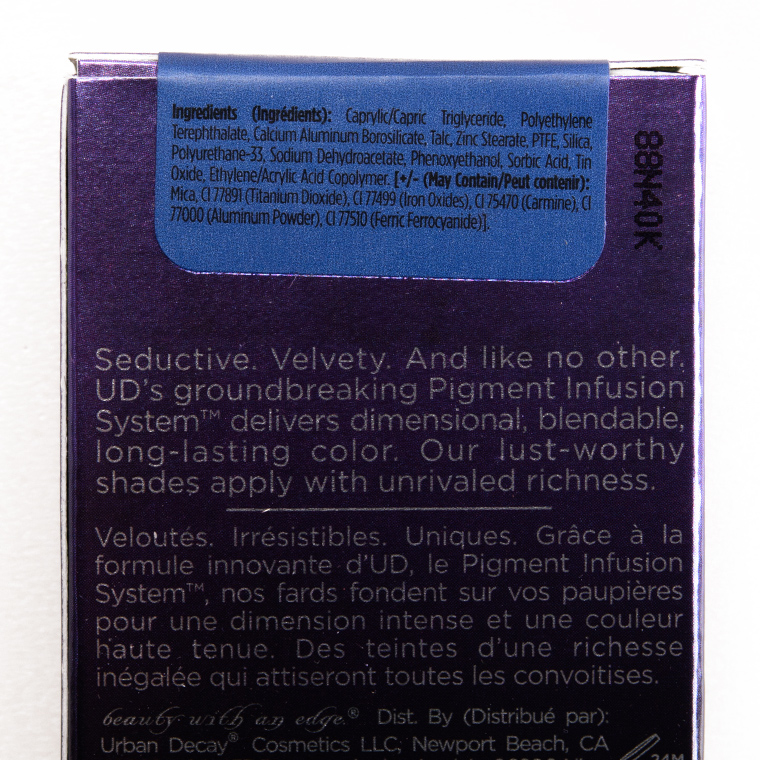 Ingredients (Ingrédients): Caprylic/Capric Triglyceride, Polyethylene
Terephthalate, Calcium Aluminum Borosilicate, Talc, Zinc Stearate, PTFE, Silica,
Polyurethane-33, Sodium Dehydroacetate, Phenoxyethanol, Sorbic Acid, Tin
Oxide, Ethylene/Acrylic Acid Copolymer. [+/- (May Contain/Peut contenir):
Mica, CI 77891 (Titanium Dioxide), CI 77499 (Iron Oxides), CI 75470 (Carmine), CI
77000 (Aluminum Powder), CI 77510 (Ferric Ferrocyanide)].
88N40K
Seductive. Velvety. And like no other.
UD's groundbreaking Pigment Infusion
System™ delivers dimensional, blendable,
long-lasting color. Our lust-worthy
shades apply with unrivaled richness.
Veloutés. Irrésistibles. Uniques. Grâce à la
formule innovante d'UD, le Pigment Infusion
System™, nos fards fondent sur vos paupières
pour une dimension intense et une couleur
haute tenue. Des teintes d'une richesse
inégalée qui attiseront toutes les convoitises.
beauty with an edge.® Dist. By (Distribué par):
Urban Decay® Cosmetics LLC, Newport Beach, CA
24M